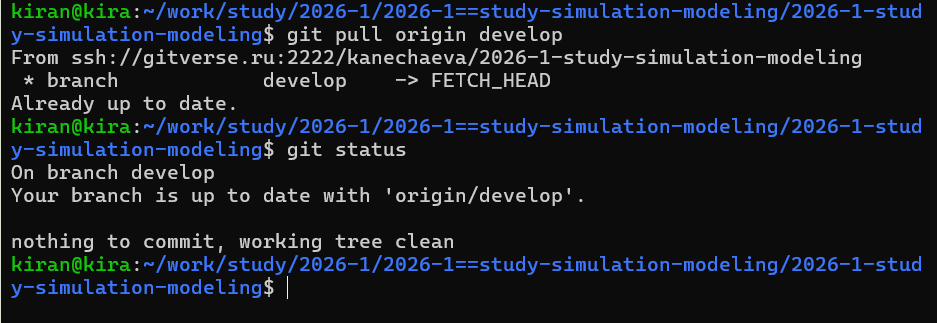 kiran@kira:~/work/study/2026-1/2026-1==study-simulation-modeling/2026-1-stud
y-simulation-modeling$ git pull origin develop
From ssh://gitverse.ru:2222/kanechaeva/2026-1-study-simulation-modeling
 * branch            develop    -> FETCH_HEAD
Already up to date.
kiran@kira:~/work/study/2026-1/2026-1==study-simulation-modeling/2026-1-stud
y-simulation-modeling$ git status
On branch develop
Your branch is up to date with 'origin/develop'.

nothing to commit, working tree clean
kiran@kira:~/work/study/2026-1/2026-1==study-simulation-modeling/2026-1-stud
y-simulation-modeling$